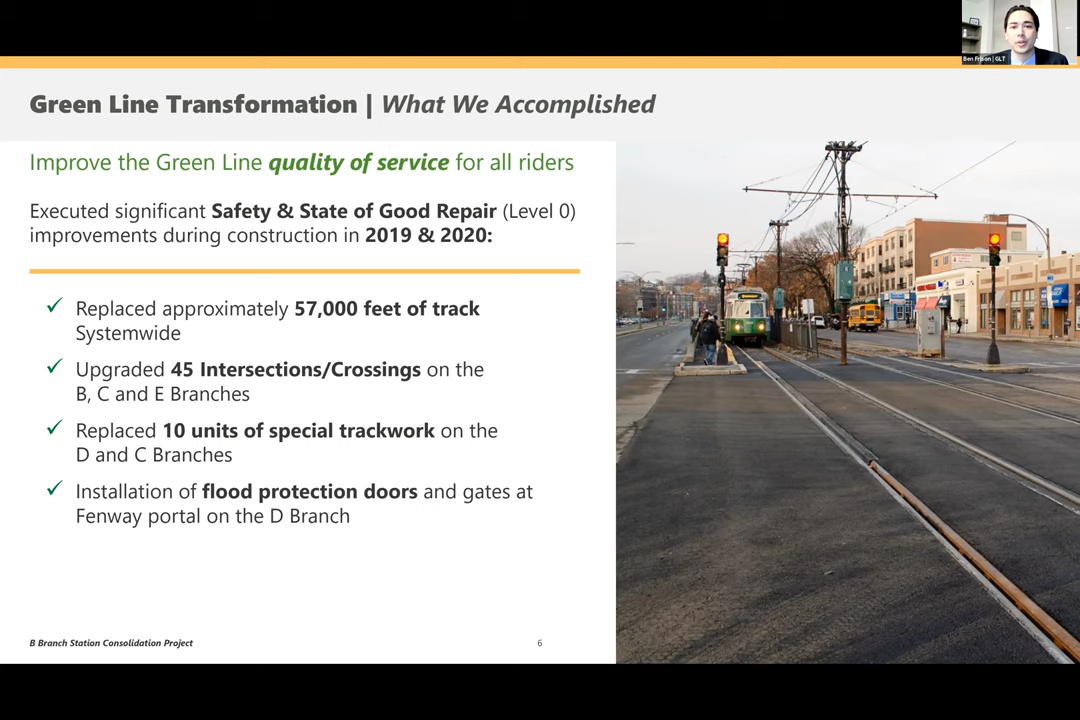 Ben Frison | GLT
Green Line Transformation | What We Accomplished
Improve the Green Line quality of service for all riders
Executed significant Safety & State of Good Repair (Level 0)
improvements during construction in 2019 & 2020:
✓ Replaced approximately 57,000 feet of track
Systemwide
✓ Upgraded 45 Intersections/Crossings on the
B, C and E Branches
✓ Replaced 10 units of special trackwork on the
D and C Branches
✓ Installation of flood protection doors and gates at
Fenway portal on the D Branch
B Branch Station Consolidation Project
6